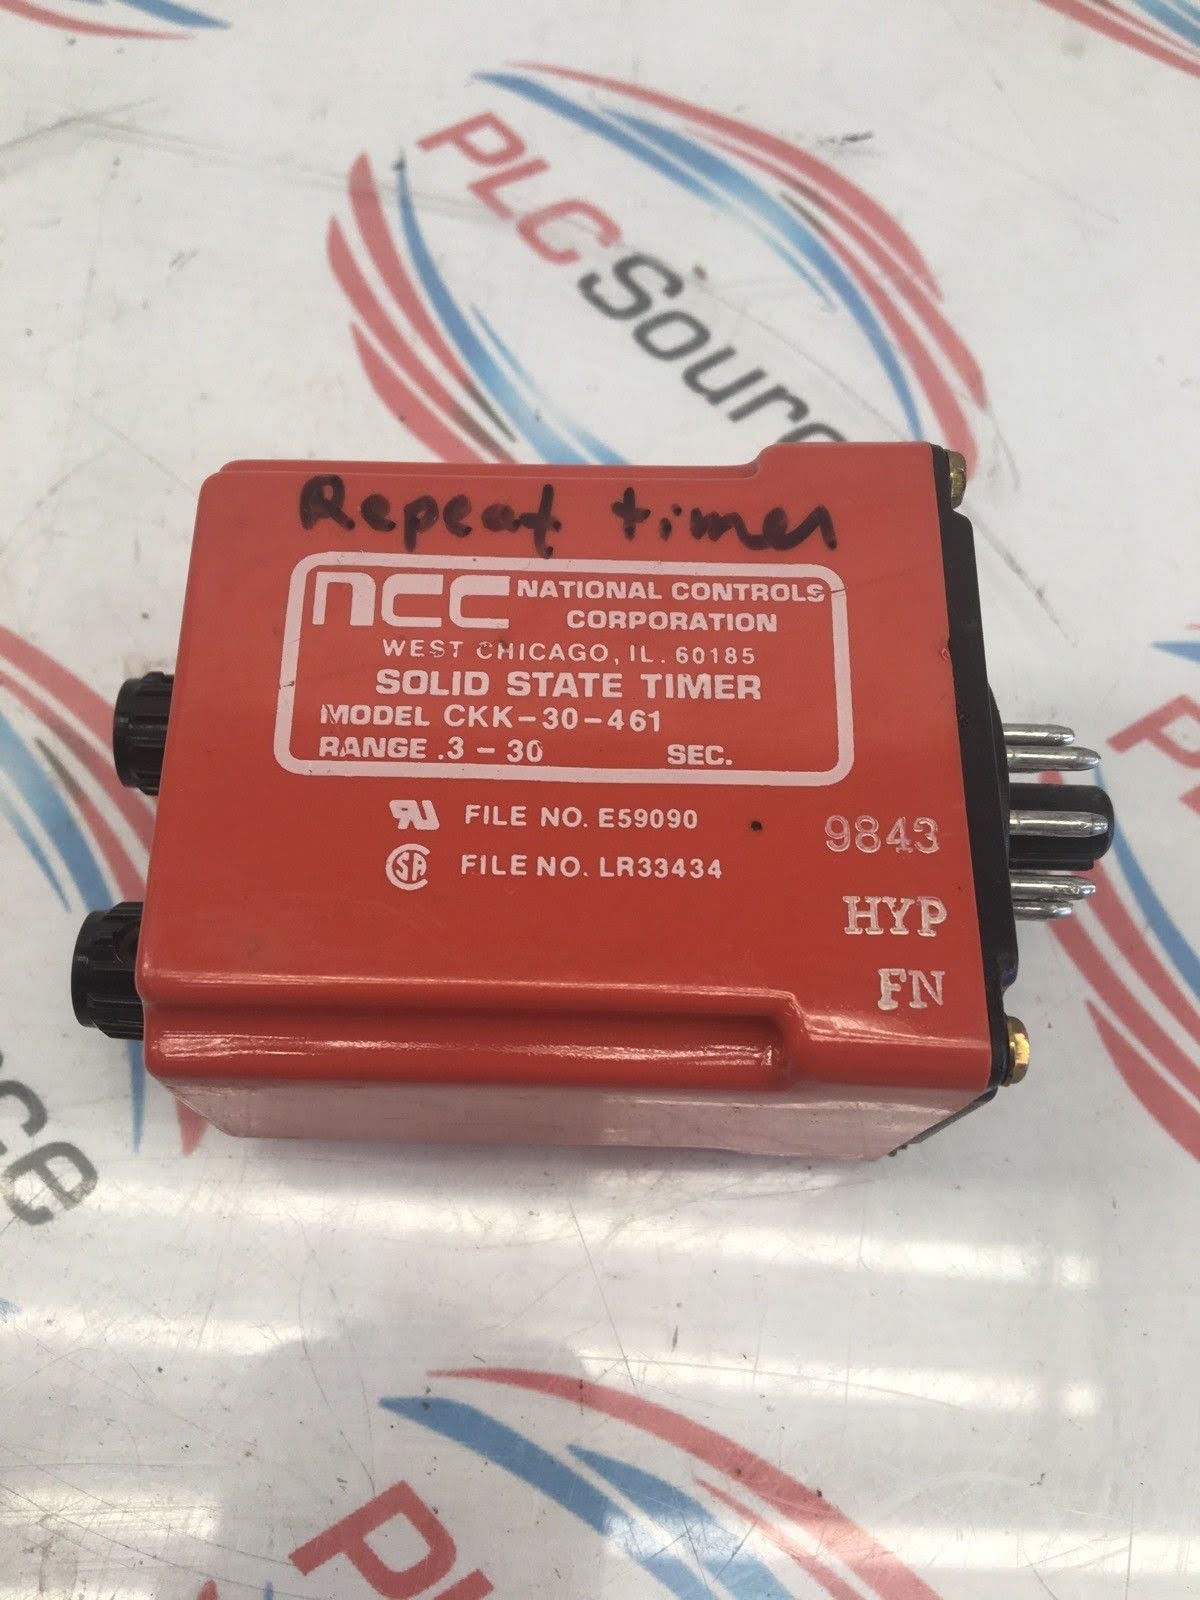 PLCSource
Repeat timer
ncc NATIONAL CONTROLS
CORPORATION
WEST CHICAGO, IL. 60185
SOLID STATE TIMER
MODEL CKK-30-461
RANGE .3 - 30 SEC.
FILE NO. E59090
FILE NO. LR33434
9843
HYP
FN
PLC